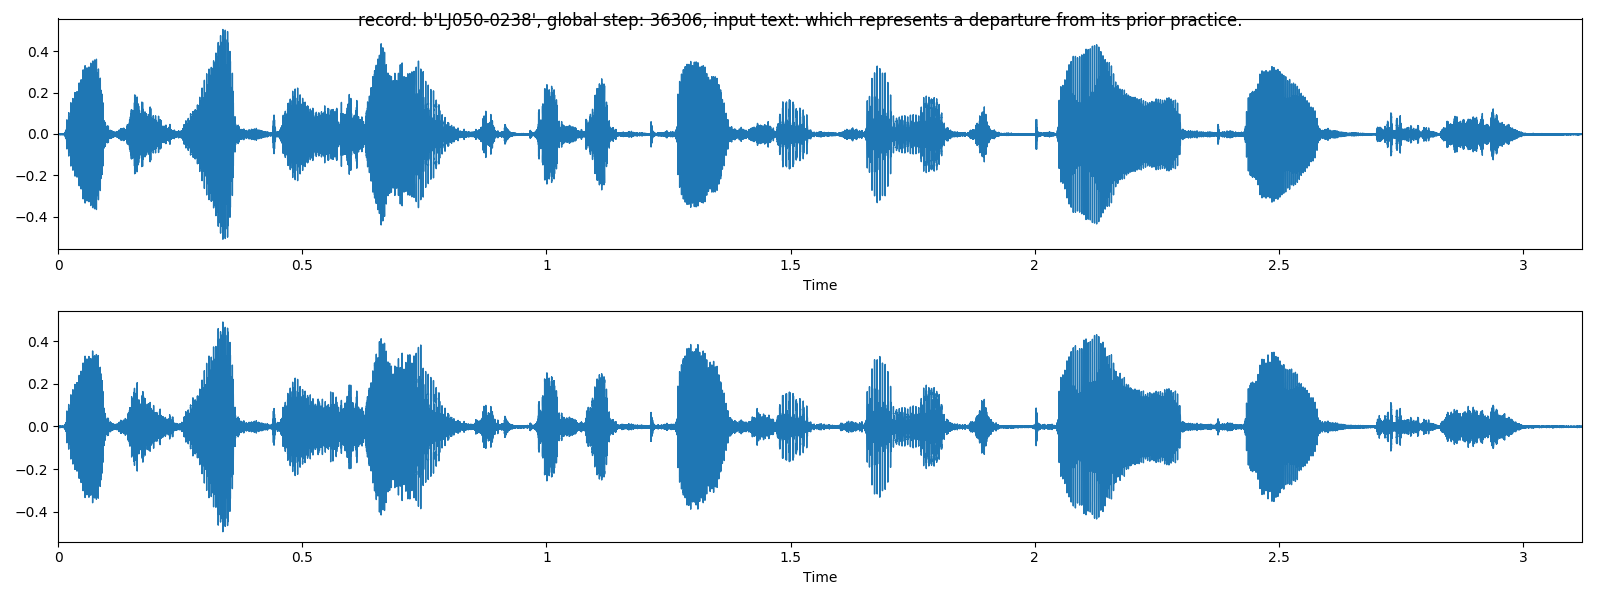 record: b'LJ050-0238', global step: 36306, input text: which represents a departure from its prior practice.
0.4
0.2
0.0
−0.2
−0.4
0 0.5 1 1.5 2 2.5 3
Time
0.4
0.2
0.0
−0.2
−0.4
0 0.5 1 1.5 2 2.5 3
Time